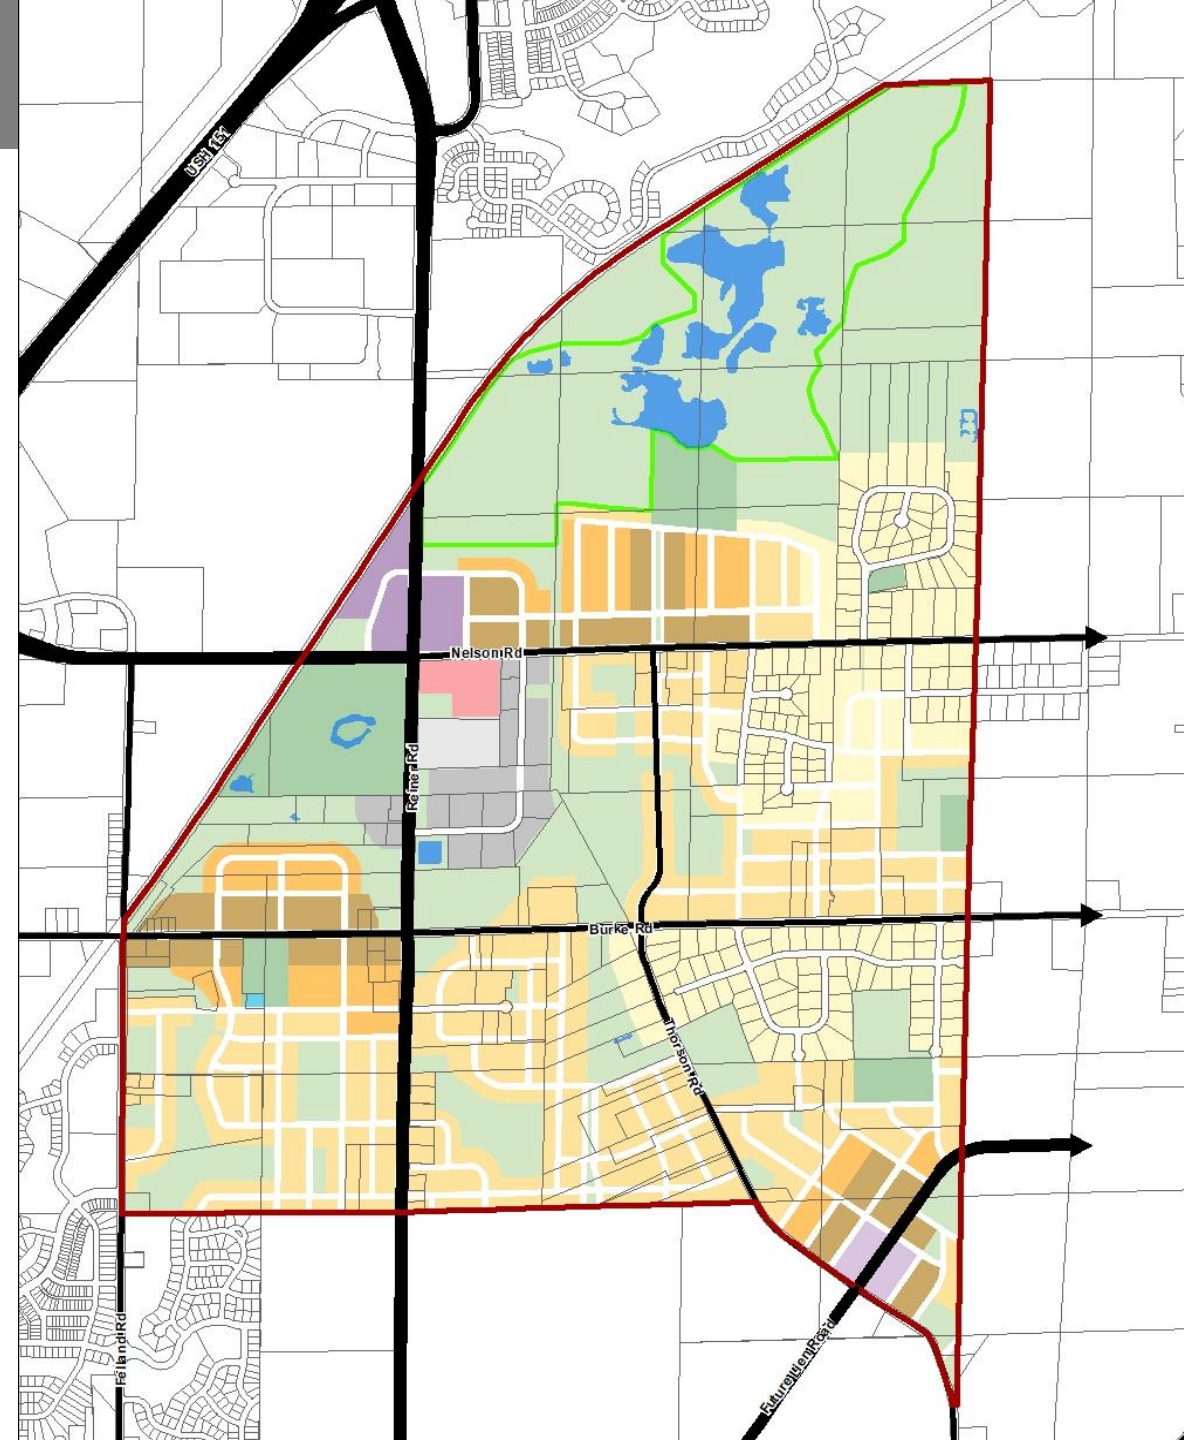 USH 151
Nelson Rd
Reiner Rd
Burke Rd
Thorson Rd
Felland Rd
Future Lien Road